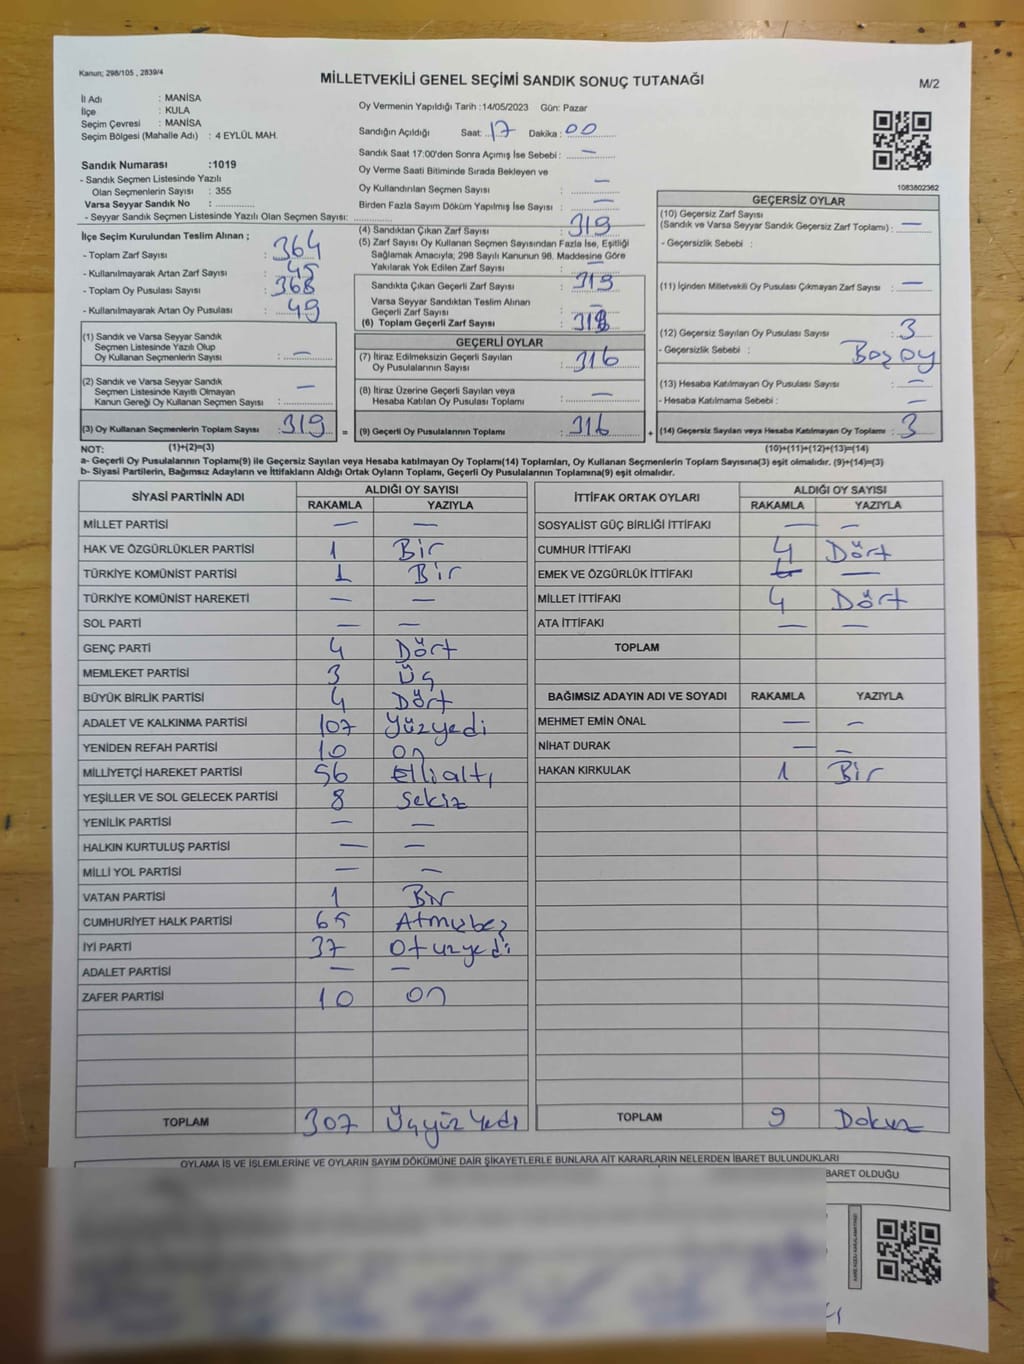 Kanun; 298/105 , 2839/4
MİLLETVEKİLİ GENEL SEÇİMİ SANDIK SONUÇ TUTANAĞI
M/2
İl Adı : MANİSA
İlçe : KULA
Seçim Çevresi : MANİSA
Seçim Bölgesi (Mahalle Adı) : 4 EYLÜL MAH.
Sandık Numarası :1019
- Sandık Seçmen Listesinde Yazılı
Olan Seçmenlerin Sayısı : 355
Varsa Seyyar Sandık No :
- Seyyar Sandık Seçmen Listesinde Yazılı Olan Seçmen Sayısı:
Oy Vermenin Yapıldığı Tarih :14/05/2023 Gün: Pazar
Sandığın Açıldığı Saat: 17 Dakika: 00
Sandık Saat 17:00'den Sonra Açımış İse Sebebi : —
Oy Verme Saati Bitiminde Sırada Bekleyen ve
Oy Kullandırılan Seçmen Sayısı : —
Birden Fazla Sayım Döküm Yapılmış İse Sayısı : —
1083802362
İlçe Seçim Kurulundan Teslim Alınan ;
- Toplam Zarf Sayısı : 364
- Kullanılmayarak Artan Zarf Sayısı : 45
- Toplam Oy Pusulası Sayısı : 368
- Kullanılmayarak Artan Oy Pusulası : 49
(1) Sandık ve Varsa Seyyar Sandık
Seçmen Listesinde Yazılı Olup
Oy Kullanan Seçmenlerin Sayısı : —
(2) Sandık ve Varsa Seyyar Sandık
Seçmen Listesinde Kayıtlı Olmayan
Kanun Gereği Oy Kullanan Seçmen Sayısı : —
(3) Oy Kullanan Seçmenlerin Toplam Sayısı : 319
(4) Sandıktan Çıkan Zarf Sayısı : 319
(5) Zarf Sayısı Oy Kullanan Seçmen Sayısından Fazla İse, Eşitliği
Sağlamak Amacıyla; 298 Sayılı Kanunun 98. Maddesine Göre
Yakılarak Yok Edilen Zarf Sayısı : —
Sandıkta Çıkan Geçerli Zarf Sayısı : 319
Varsa Seyyar Sandıktan Teslim Alınan
Geçerli Zarf Sayısı : —
(6) Toplam Geçerli Zarf Sayısı : 319
GEÇERLİ OYLAR
(7) İtiraz Edilmeksizin Geçerli Sayılan
Oy Pusulalarının Sayısı : 316
(8) İtiraz Üzerine Geçerli Sayılan veya
Hesaba Katılan Oy Pusulası Toplamı : —
= (9) Geçerli Oy Pusulalarının Toplamı : 316
GEÇERSİZ OYLAR
(10) Geçersiz Zarf Sayısı
(Sandık ve Varsa Seyyar Sandık Geçersiz Zarf Toplamı) : —
- Geçersizlik Sebebi :
(11) İçinden Milletvekili Oy Pusulası Çıkmayan Zarf Sayısı : —
(12) Geçersiz Sayılan Oy Pusulası Sayısı : 3
- Geçersizlik Sebebi : Boş oy
(13) Hesaba Katılmayan Oy Pusulası Sayısı : —
- Hesaba Katılmama Sebebi : —
+ (14) Geçersiz Sayılan veya Hesaba Katılmayan Oy Toplamı : 3
NOT: (1)+(2)=(3) (10)+(11)+(12)+(13)=(14)
a- Geçerli Oy Pusulalarının Toplamı(9) ile Geçersiz Sayılan veya Hesaba katılmayan Oy Toplamı(14) Toplamları, Oy Kullanan Seçmenlerin Toplam Sayısına(3) eşit olmalıdır. (9)+(14)=(3)
b- Siyasi Partilerin, Bağımsız Adayların ve İttifakların Aldığı Ortak Oyların Toplamı, Geçerli Oy Pusulalarının Toplamına(9) eşit olmalıdır.
SİYASİ PARTİNİN ADI ALDIĞI OY SAYISI
RAKAMLA YAZIYLA
MİLLET PARTİSİ — —
HAK VE ÖZGÜRLÜKLER PARTİSİ 1 Bir
TÜRKİYE KOMÜNİST PARTİSİ 1 Bir
TÜRKİYE KOMÜNİST HAREKETİ — —
SOL PARTİ — —
GENÇ PARTİ 4 Dört
MEMLEKET PARTİSİ 3 Üç
BÜYÜK BİRLİK PARTİSİ 4 Dört
ADALET VE KALKINMA PARTİSİ 107 Yüzyedi
YENİDEN REFAH PARTİSİ 10 on
MİLLİYETÇİ HAREKET PARTİSİ 56 Ellialtı
YEŞİLLER VE SOL GELECEK PARTİSİ 8 Sekiz
YENİLİK PARTİSİ — —
HALKIN KURTULUŞ PARTİSİ — —
MİLLİ YOL PARTİSİ — —
VATAN PARTİSİ 1 Bir
CUMHURİYET HALK PARTİSİ 65 Atmışbeş
İYİ PARTİ 37 Otuzyedi
ADALET PARTİSİ — —
ZAFER PARTİSİ 10 on
TOPLAM 307 Üçyüz Yedi
İTTİFAK ORTAK OYLARI ALDIĞI OY SAYISI
RAKAMLA YAZIYLA
SOSYALİST GÜÇ BİRLİĞİ İTTİFAKI — —
CUMHUR İTTİFAKI 4 Dört
EMEK VE ÖZGÜRLÜK İTTİFAKI —
MİLLET İTTİFAKI 4 Dört
ATA İTTİFAKI — —
TOPLAM
BAĞIMSIZ ADAYIN ADI VE SOYADI RAKAMLA YAZIYLA
MEHMET EMİN ÖNAL — —
NİHAT DURAK — —
HAKAN KIRKULAK 1 Bir
TOPLAM 9 Dokuz
OYLAMA İŞ VE İŞLEMLERİNE VE OYLARIN SAYIM DÖKÜMÜNE DAİR ŞİKAYETLERLE BUNLARA AİT KARARLARIN NELERDEN İBARET BULUNDUKLARI
BARET OLDUĞU